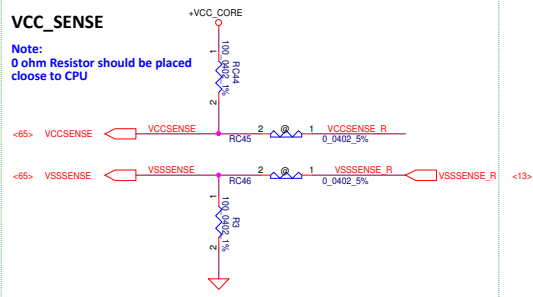 VCC_SENSE
+VCC_CORE
Note:
0 ohm Resistor should be placed
cloose to CPU
1
100_0402_1%
RC44
2
<65> VCCSENSE VCCSENSE 2 @ 1 VCCSENSE_R
RC45 0_0402_5%
<65> VSSSENSE VSSSENSE 2 @ 1 VSSSENSE_R VSSSENSE_R <13>
RC46 0_0402_5%
1
100_0402_1%
R3
2